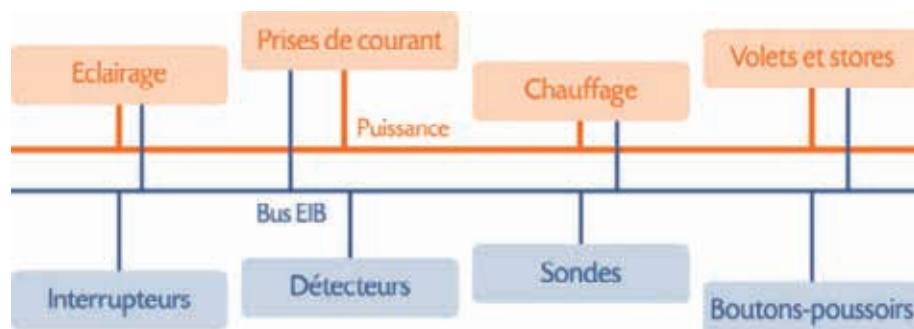 Eclairage
Prises de courant
Chauffage
Volets et stores
Puissance
Bus EIB
Interrupteurs
Détecteurs
Sondes
Boutons-poussoirs